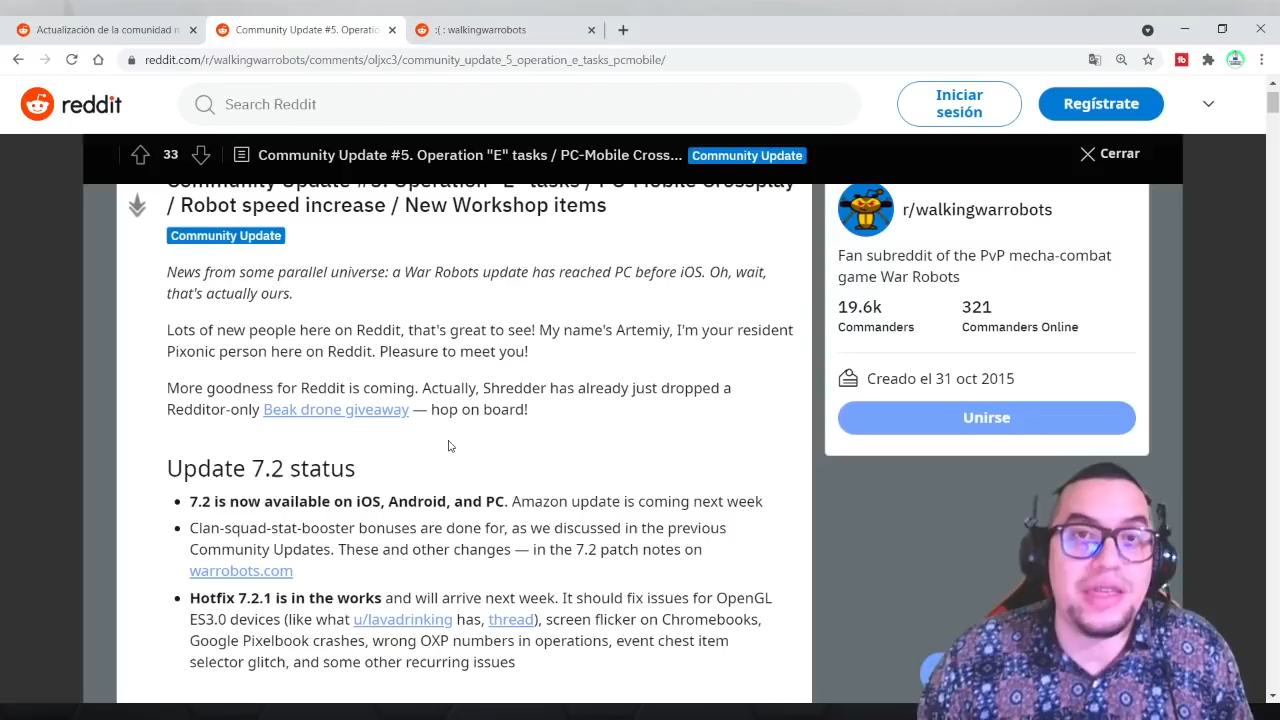 Actualización de la comunidad n
Community Update #5. Operatio
:( : walkingwarrobots
reddit.com/r/walkingwarrobots/comments/oljxc3/community_update_5_operation_e_tasks_pcmobile/
reddit
Search Reddit
Iniciar
sesión
Regístrate
33
Community Update #5. Operation "E" tasks / PC-Mobile Cross...
Community Update
Cerrar
Community Update #5. Operation "E" tasks / PC-Mobile Crossplay
/ Robot speed increase / New Workshop items
Community Update
News from some parallel universe: a War Robots update has reached PC before iOS. Oh, wait,
that's actually ours.
Lots of new people here on Reddit, that's great to see! My name's Artemiy, I'm your resident
Pixonic person here on Reddit. Pleasure to meet you!
More goodness for Reddit is coming. Actually, Shredder has already just dropped a
Redditor-only Beak drone giveaway — hop on board!
Update 7.2 status
7.2 is now available on iOS, Android, and PC. Amazon update is coming next week
Clan-squad-stat-booster bonuses are done for, as we discussed in the previous
Community Updates. These and other changes — in the 7.2 patch notes on
warrobots.com
Hotfix 7.2.1 is in the works and will arrive next week. It should fix issues for OpenGL
ES3.0 devices (like what u/lavadrinking has, thread), screen flicker on Chromebooks,
Google Pixelbook crashes, wrong OXP numbers in operations, event chest item
selector glitch, and some other recurring issues
r/walkingwarrobots
Fan subreddit of the PvP mecha-combat
game War Robots
19.6k
321
Commanders
Commanders Online
Creado el 31 oct 2015
Unirse